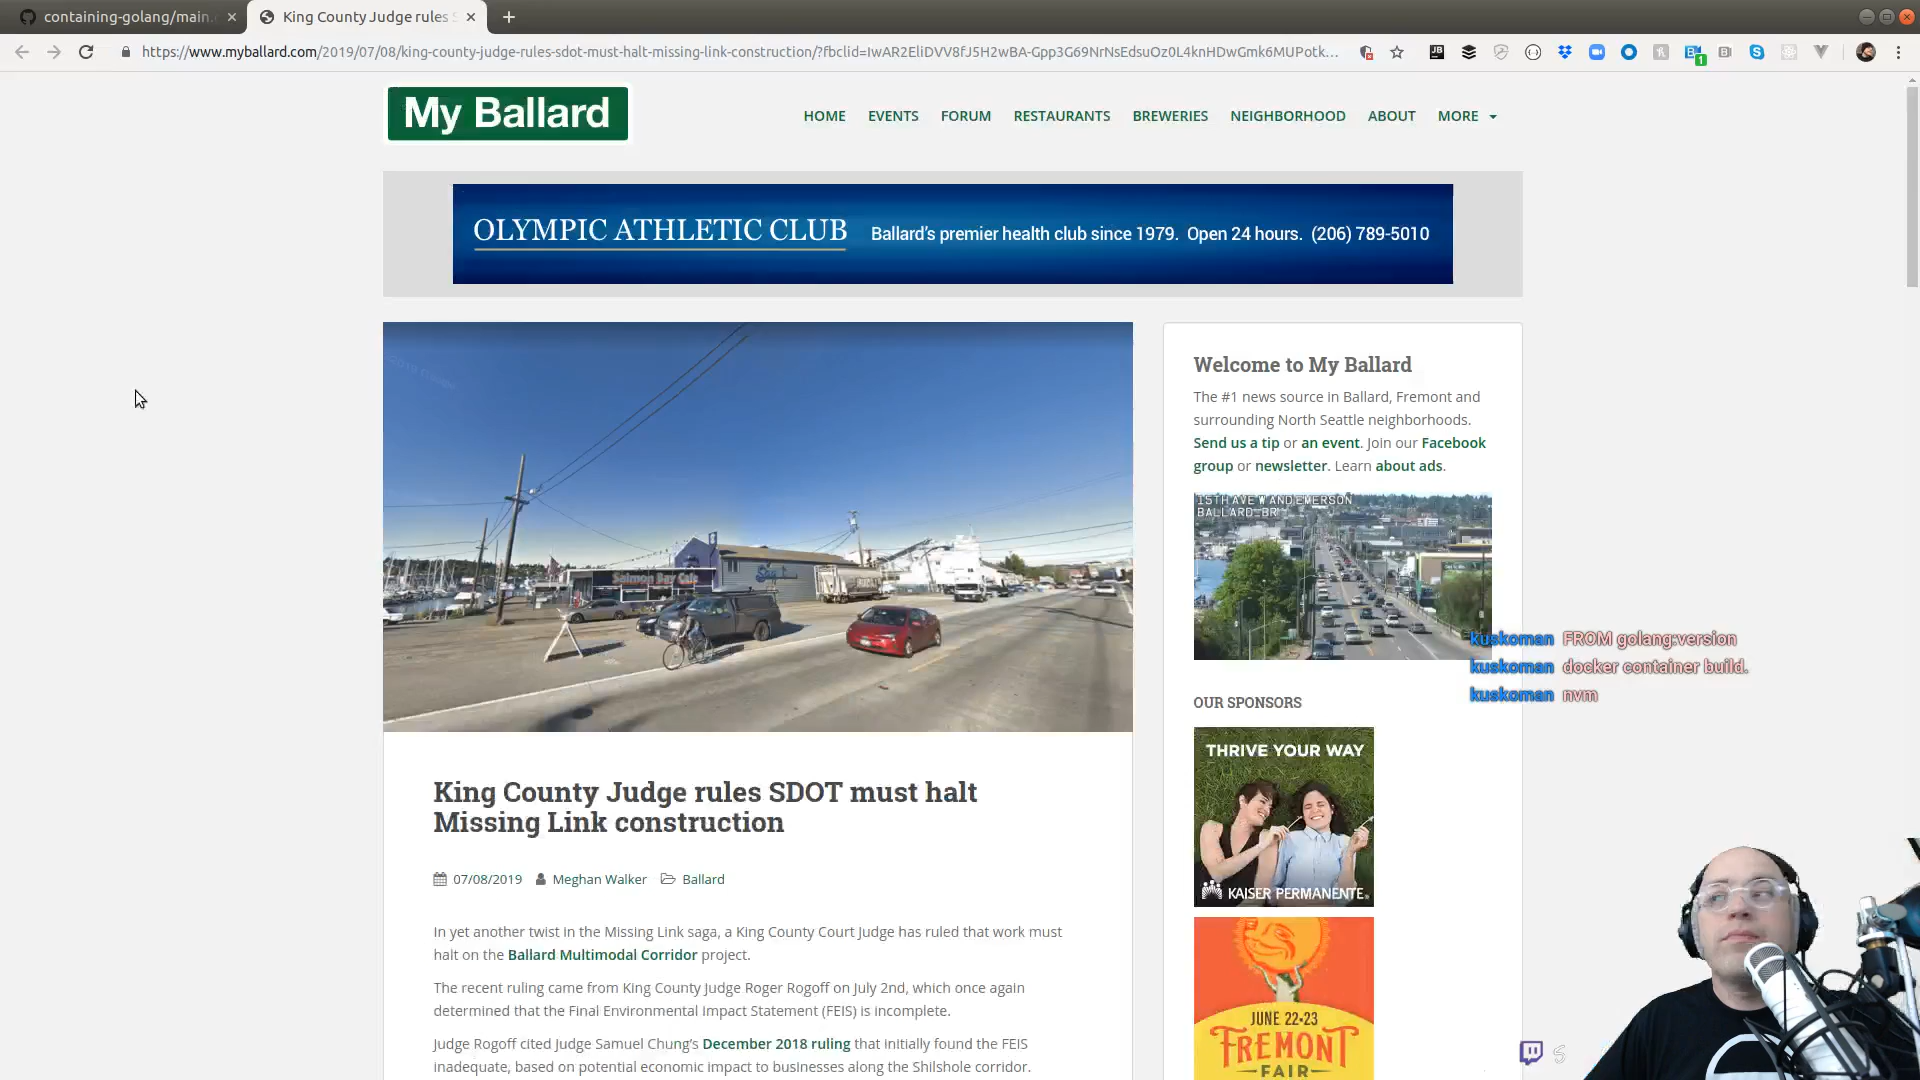 containing-golang/main.
King County Judge rules S
https://www.myballard.com/2019/07/08/king-county-judge-rules-sdot-must-halt-missing-link-construction/?fbclid=IwAR2EliDVV8fJ5H2wBA-Gpp3G69NrNsEdsuOz0L4knHDwGmk6MUPotk...
My Ballard
HOME EVENTS FORUM RESTAURANTS BREWERIES NEIGHBORHOOD ABOUT MORE
OLYMPIC ATHLETIC CLUB Ballard's premier health club since 1979. Open 24 hours. (206) 789-5010
Salmon Bay Cafe
King County Judge rules SDOT must halt
Missing Link construction
07/08/2019 Meghan Walker Ballard
In yet another twist in the Missing Link saga, a King County Court Judge has ruled that work must
halt on the Ballard Multimodal Corridor project.
The recent ruling came from King County Judge Roger Rogoff on July 2nd, which once again
determined that the Final Environmental Impact Statement (FEIS) is incomplete.
Judge Rogoff cited Judge Samuel Chung's December 2018 ruling that initially found the FEIS
inadequate, based on potential economic impact to businesses along the Shilshole corridor.
Welcome to My Ballard
The #1 news source in Ballard, Fremont and
surrounding North Seattle neighborhoods.
Send us a tip or an event. Join our Facebook
group or newsletter. Learn about ads.
15TH AVE W AND EMERSON
BALLARD BR
kuskoman FROM golang:version
kuskoman docker container build.
kuskoman nvm
OUR SPONSORS
THRIVE YOUR WAY
KAISER PERMANENTE
JUNE 22•23
FREMONT
FAIR